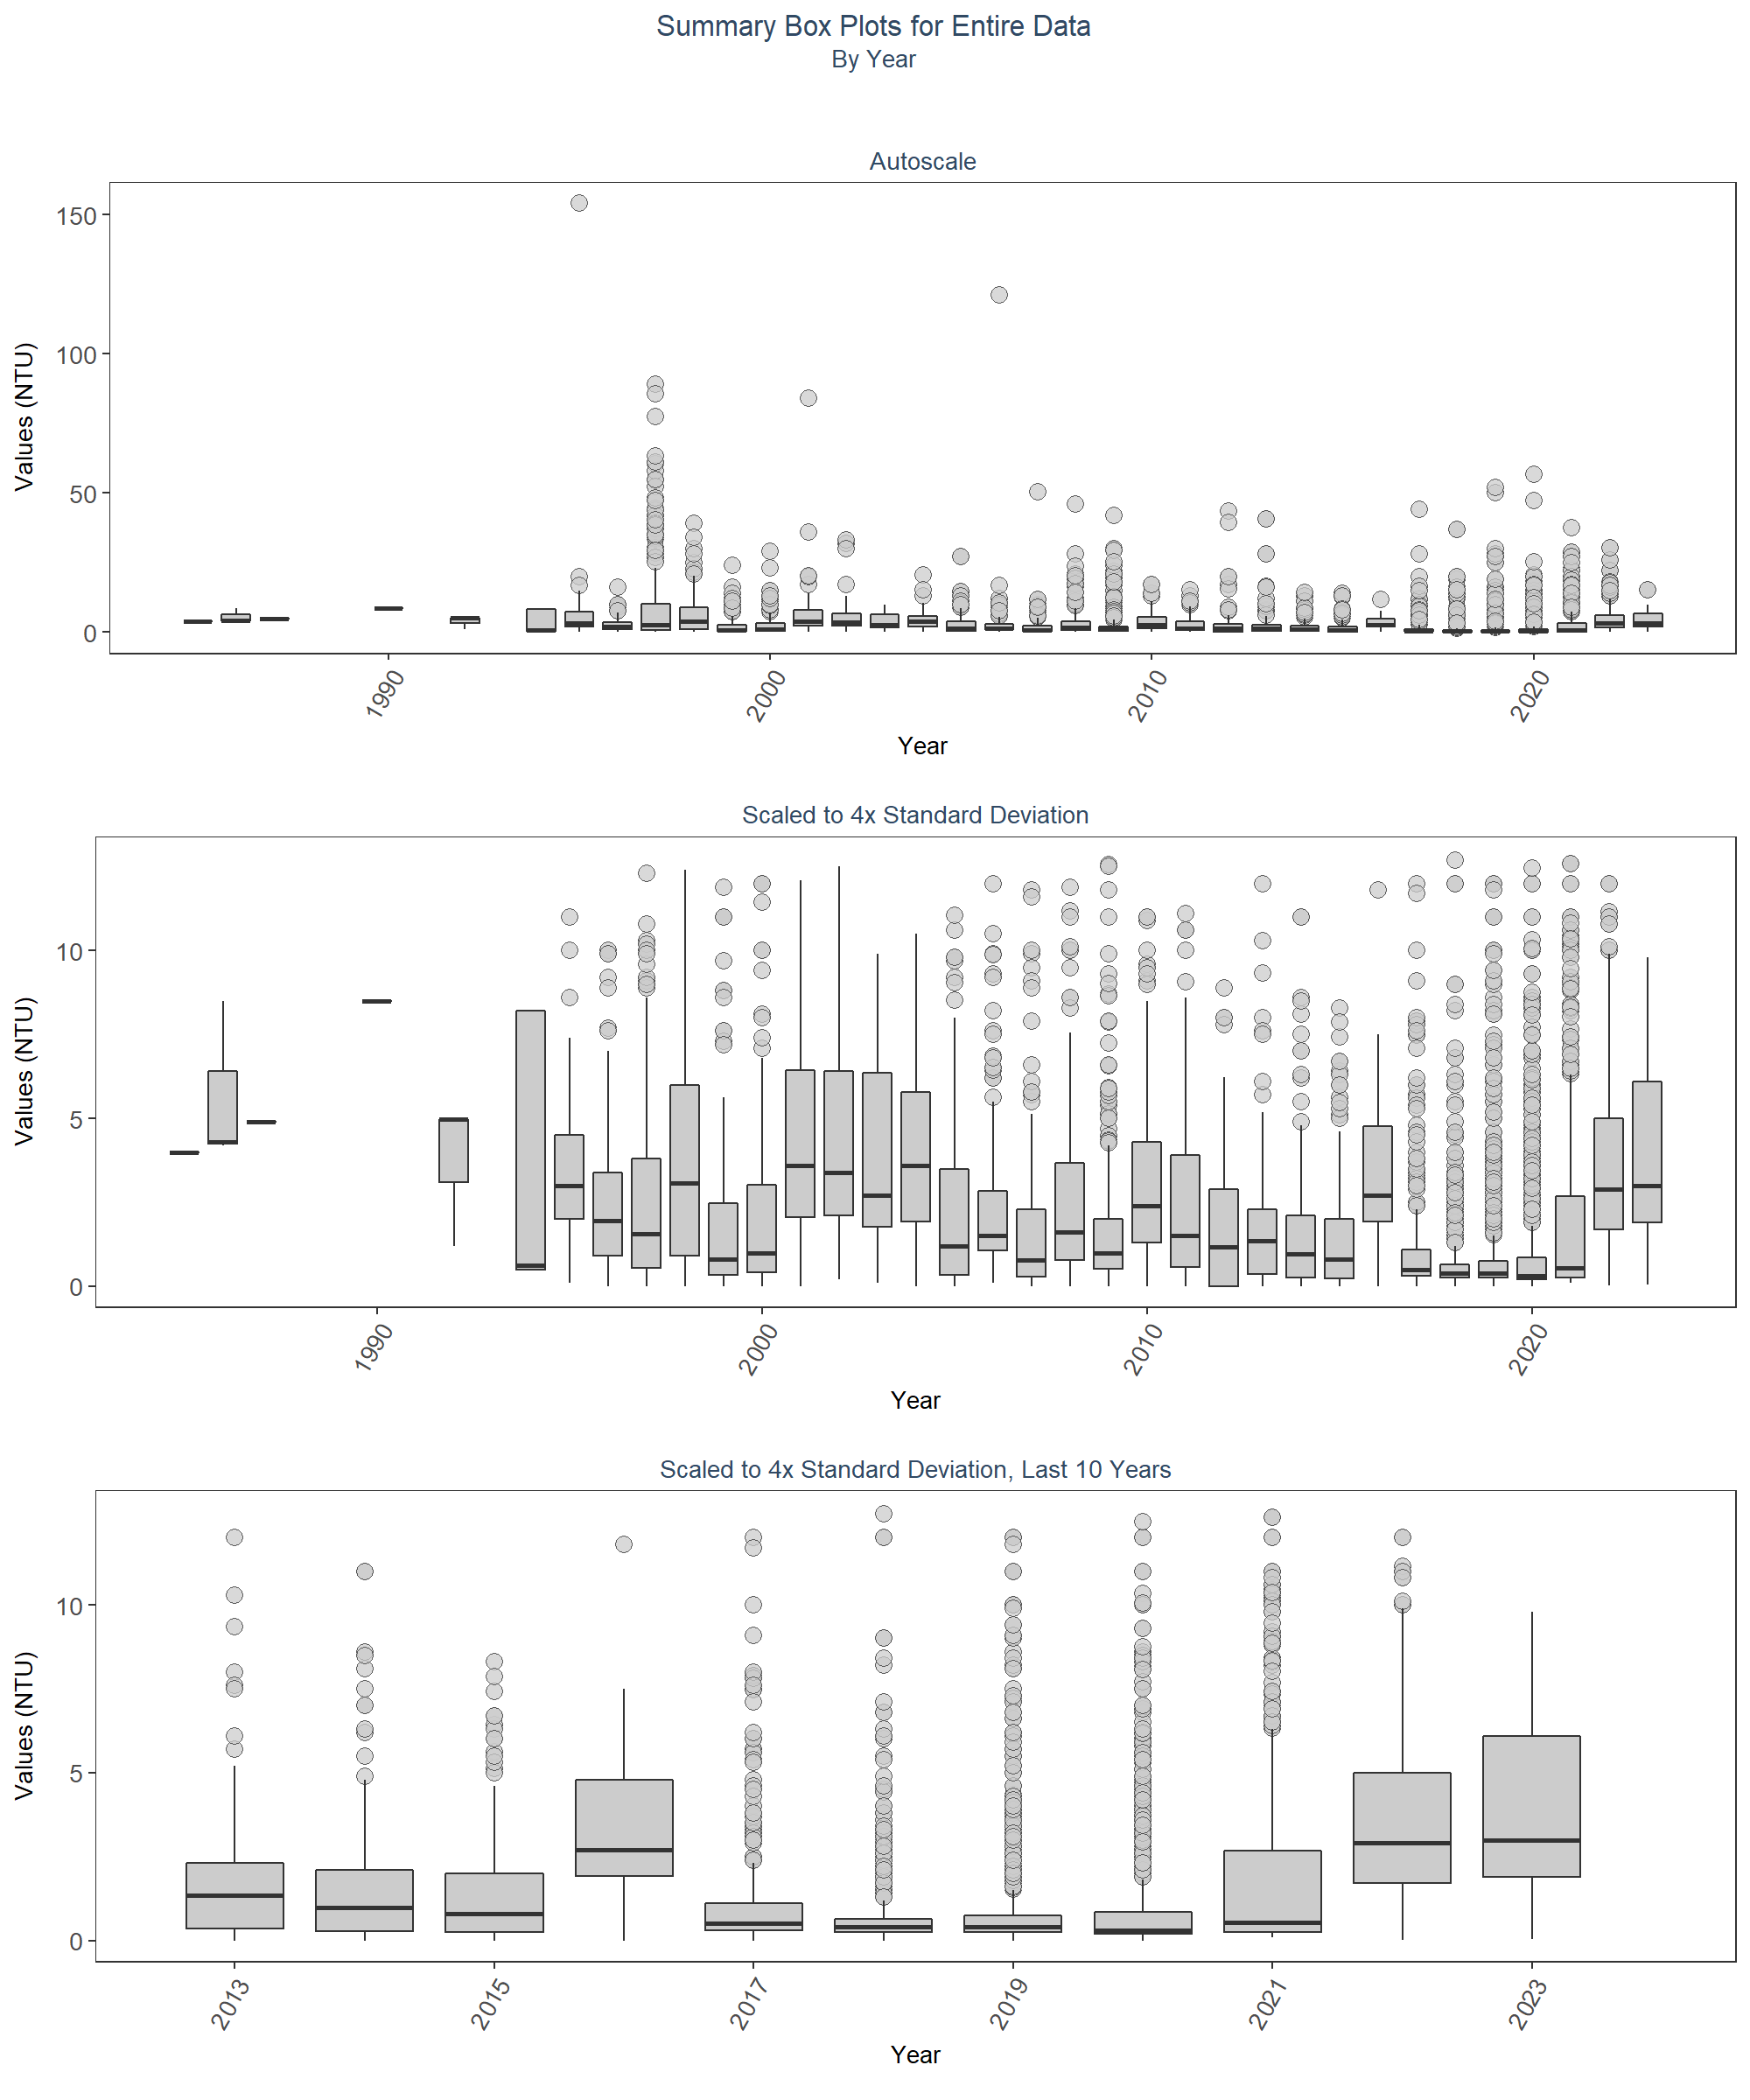 Summary Box Plots for Entire Data
By Year
Autoscale
Values (NTU)
150
100
50
0
1990
2000
2010
2020
Year
Scaled to 4x Standard Deviation
Values (NTU)
10
5
0
1990
2000
2010
2020
Year
Scaled to 4x Standard Deviation, Last 10 Years
Values (NTU)
10
5
0
2013
2015
2017
2019
2021
2023
Year